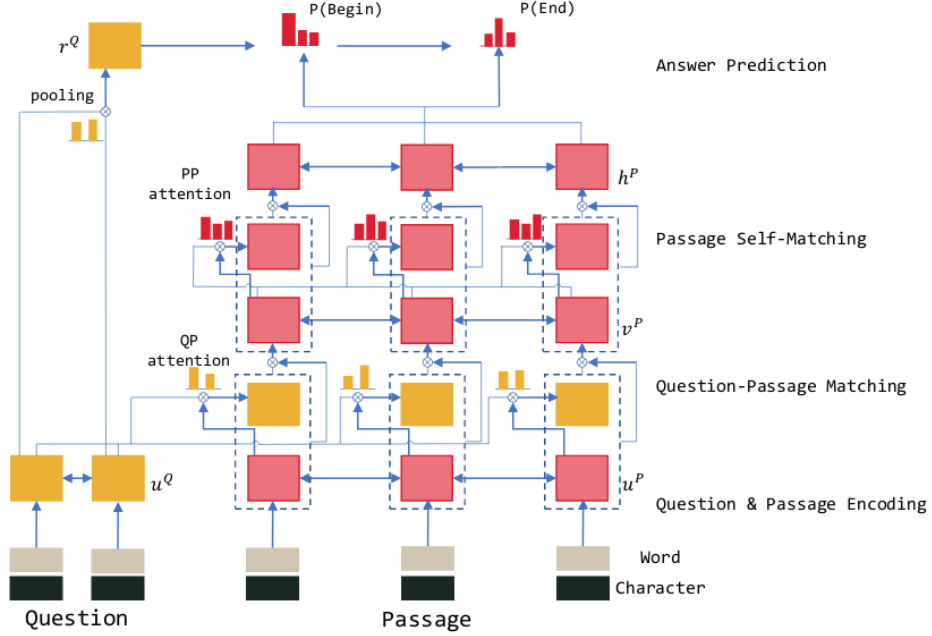 P(Begin)
P(End)
r^Q
Answer Prediction
pooling
PP
attention
h^P
Passage Self-Matching
v^P
QP
attention
Question-Passage Matching
u^Q
u^P
Question & Passage Encoding
Word
Character
Question
Passage